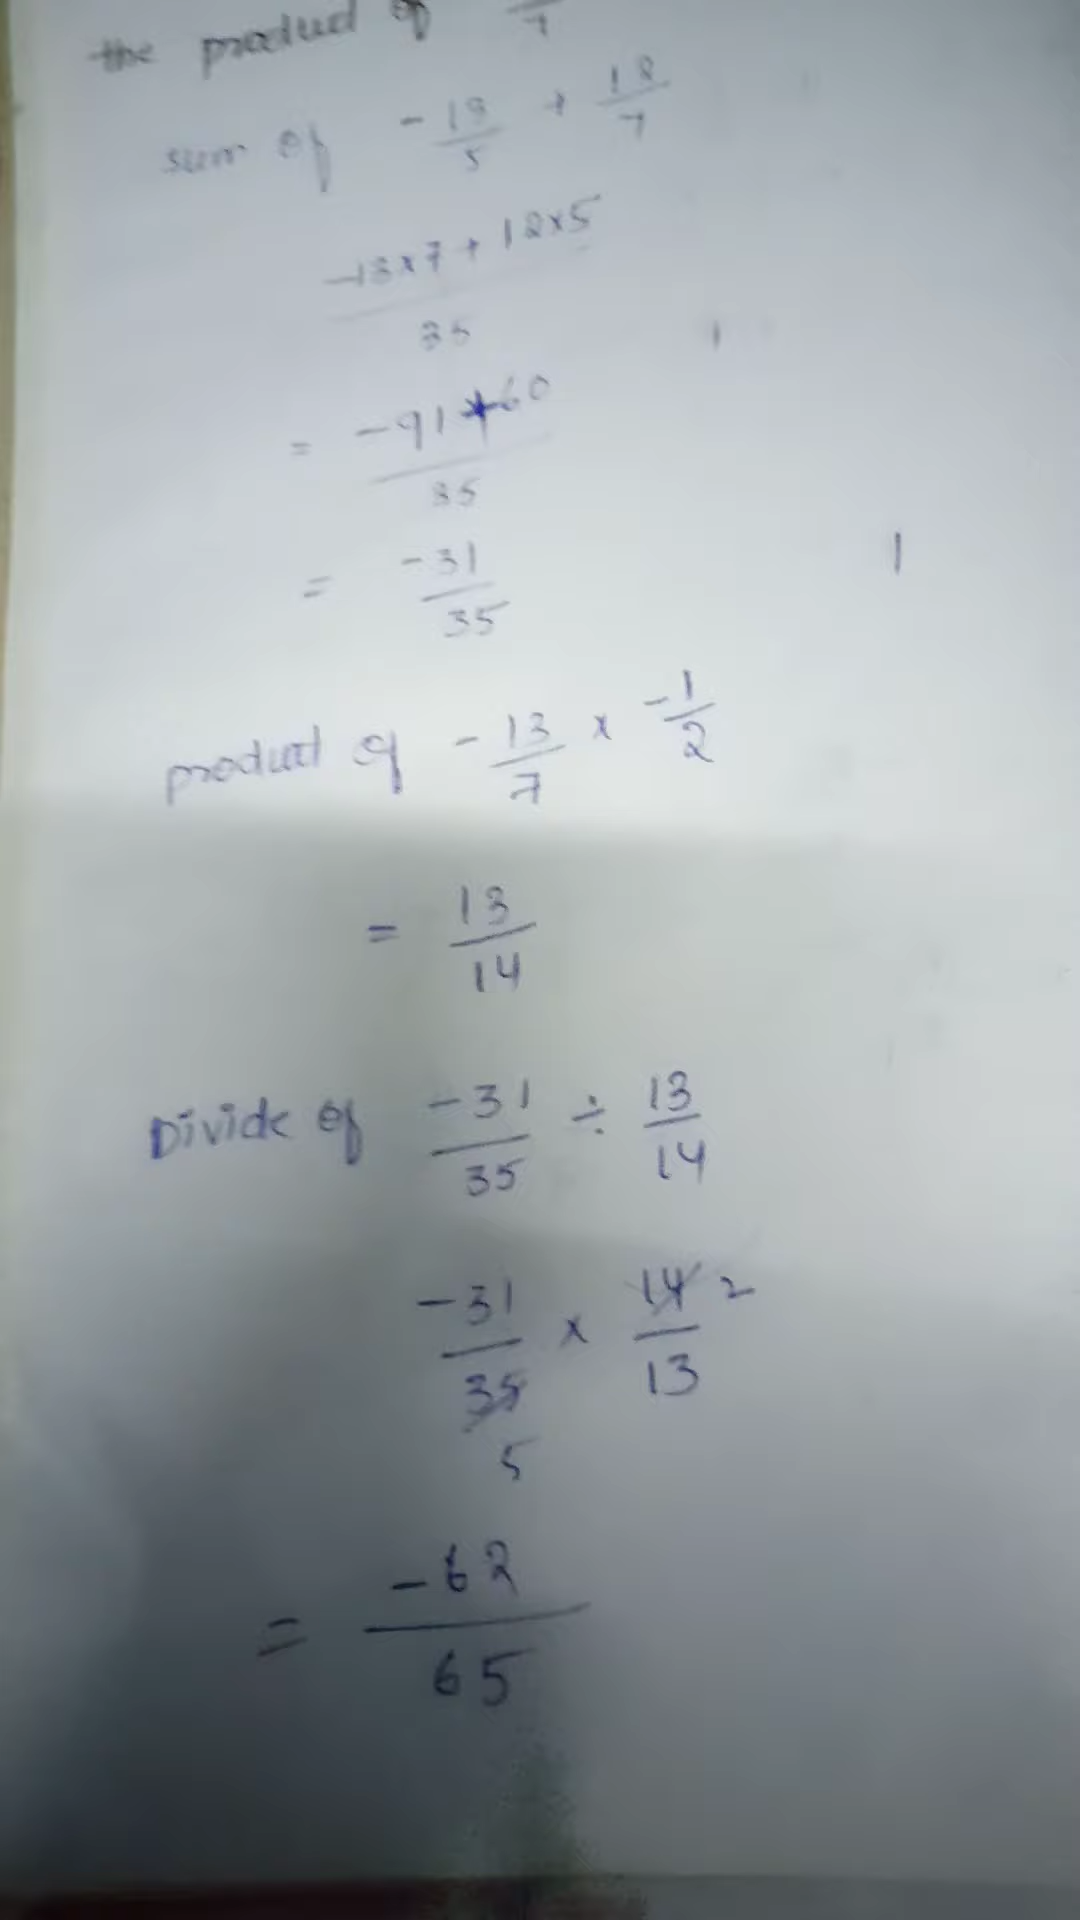 the product of
sum of -13/5 + 12/7
-13x7 + 12x5
35
= -91+60
35
= -31/35
product of -13/7 x -1/2
= 13/14
Divide of -31/35 ÷ 13/14
-31/35 x 14/13 2
5
= -62/65